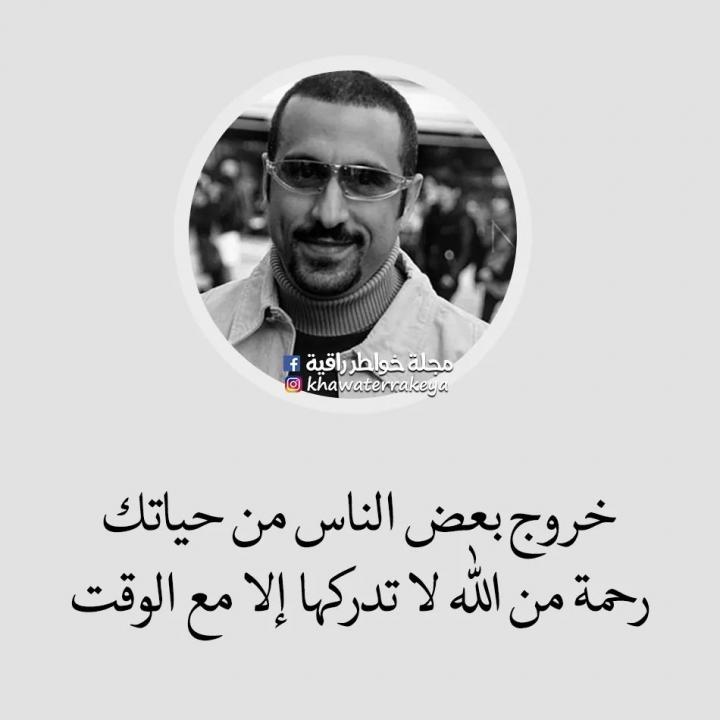 مجلة خواطر راقية
khawaterrakeya
خروج بعض الناس من حياتك
رحمة من الله لا تدركها إلا مع الوقت